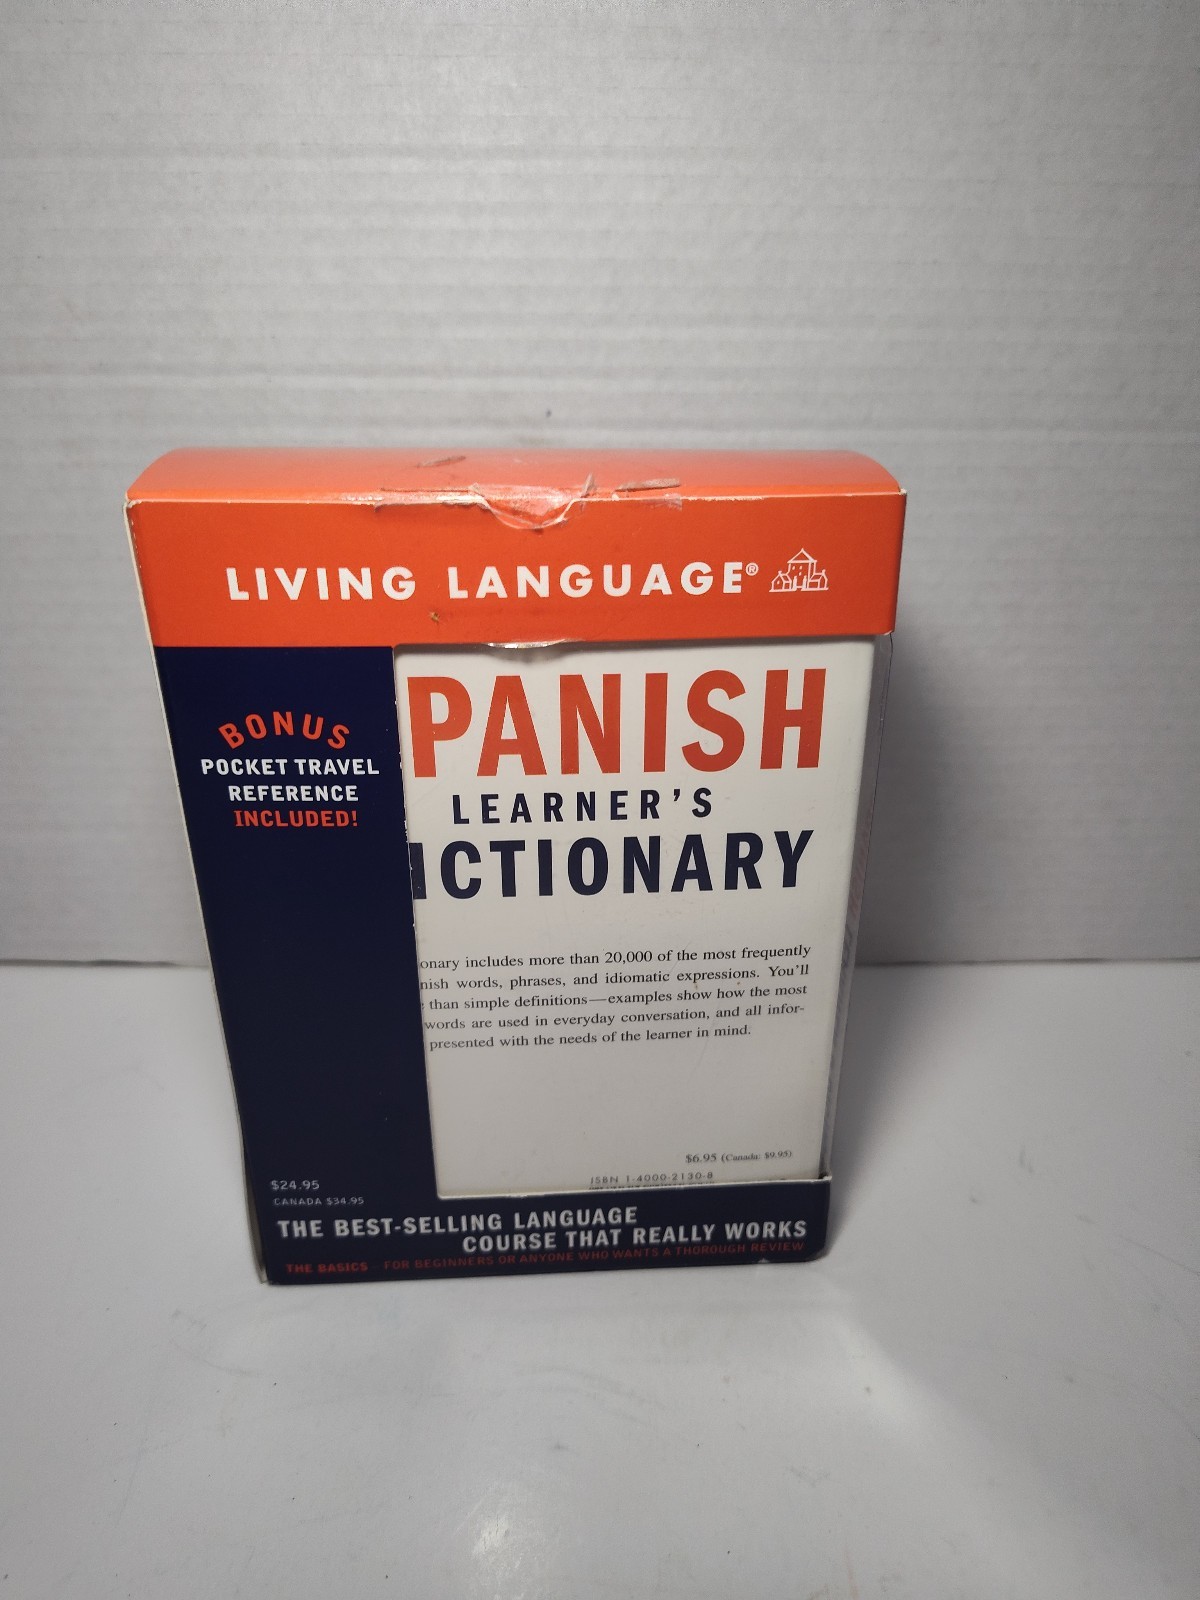 LIVING LANGUAGE®
BONUS
POCKET TRAVEL
REFERENCE
INCLUDED!
PANISH
LEARNER'S
ICTIONARY
onary includes more than 20,000 of the most frequently
nish words, phrases, and idiomatic expressions. You'll
than simple definitions—examples show how the most
words are used in everyday conversation, and all infor-
presented with the needs of the learner in mind.
$6.95 (Canada: $9.95)
ISBN 1-4000-2130-8
$24.95
CANADA $34.95
THE BEST-SELLING LANGUAGE
COURSE THAT REALLY WORKS
THE BASICS - FOR BEGINNERS OR ANYONE WHO WANTS A THOROUGH REVIEW